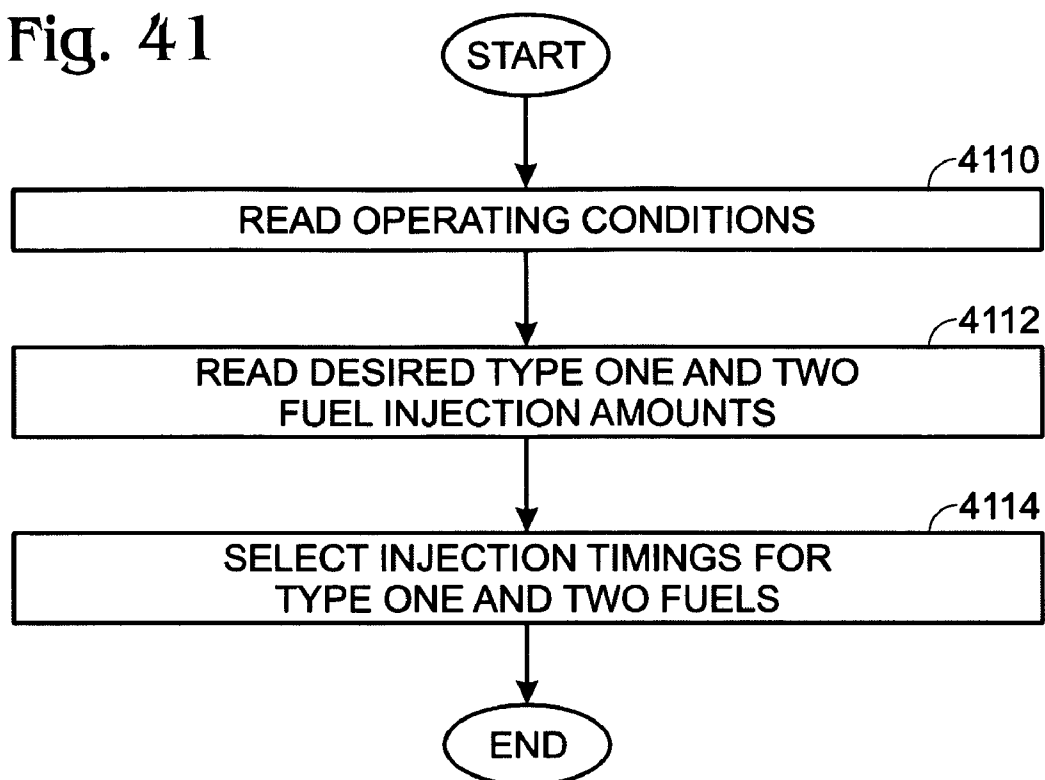 Fig. 41
START
4110
READ OPERATING CONDITIONS
4112
READ DESIRED TYPE ONE AND TWO
FUEL INJECTION AMOUNTS
4114
SELECT INJECTION TIMINGS FOR
TYPE ONE AND TWO FUELS
END